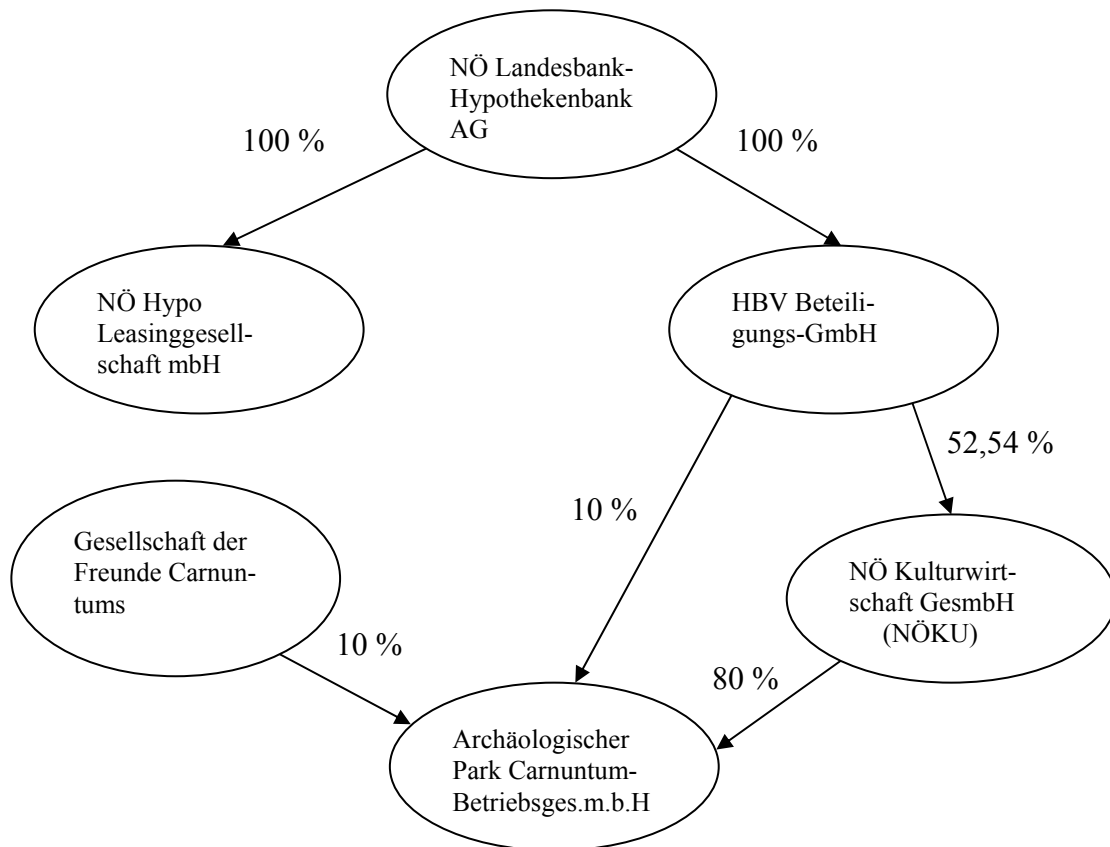 NÖ Landesbank-
Hypothekenbank
AG
100 %
100 %
NÖ Hypo
Leasinggesell-
schaft mbH
HBV Beteili-
gungs-GmbH
52,54 %
10 %
Gesellschaft der
Freunde Carnun-
tums
NÖ Kulturwirt-
schaft GesmbH
(NÖKU)
10 %
80 %
Archäologischer
Park Carnuntum-
Betriebsges.m.b.H